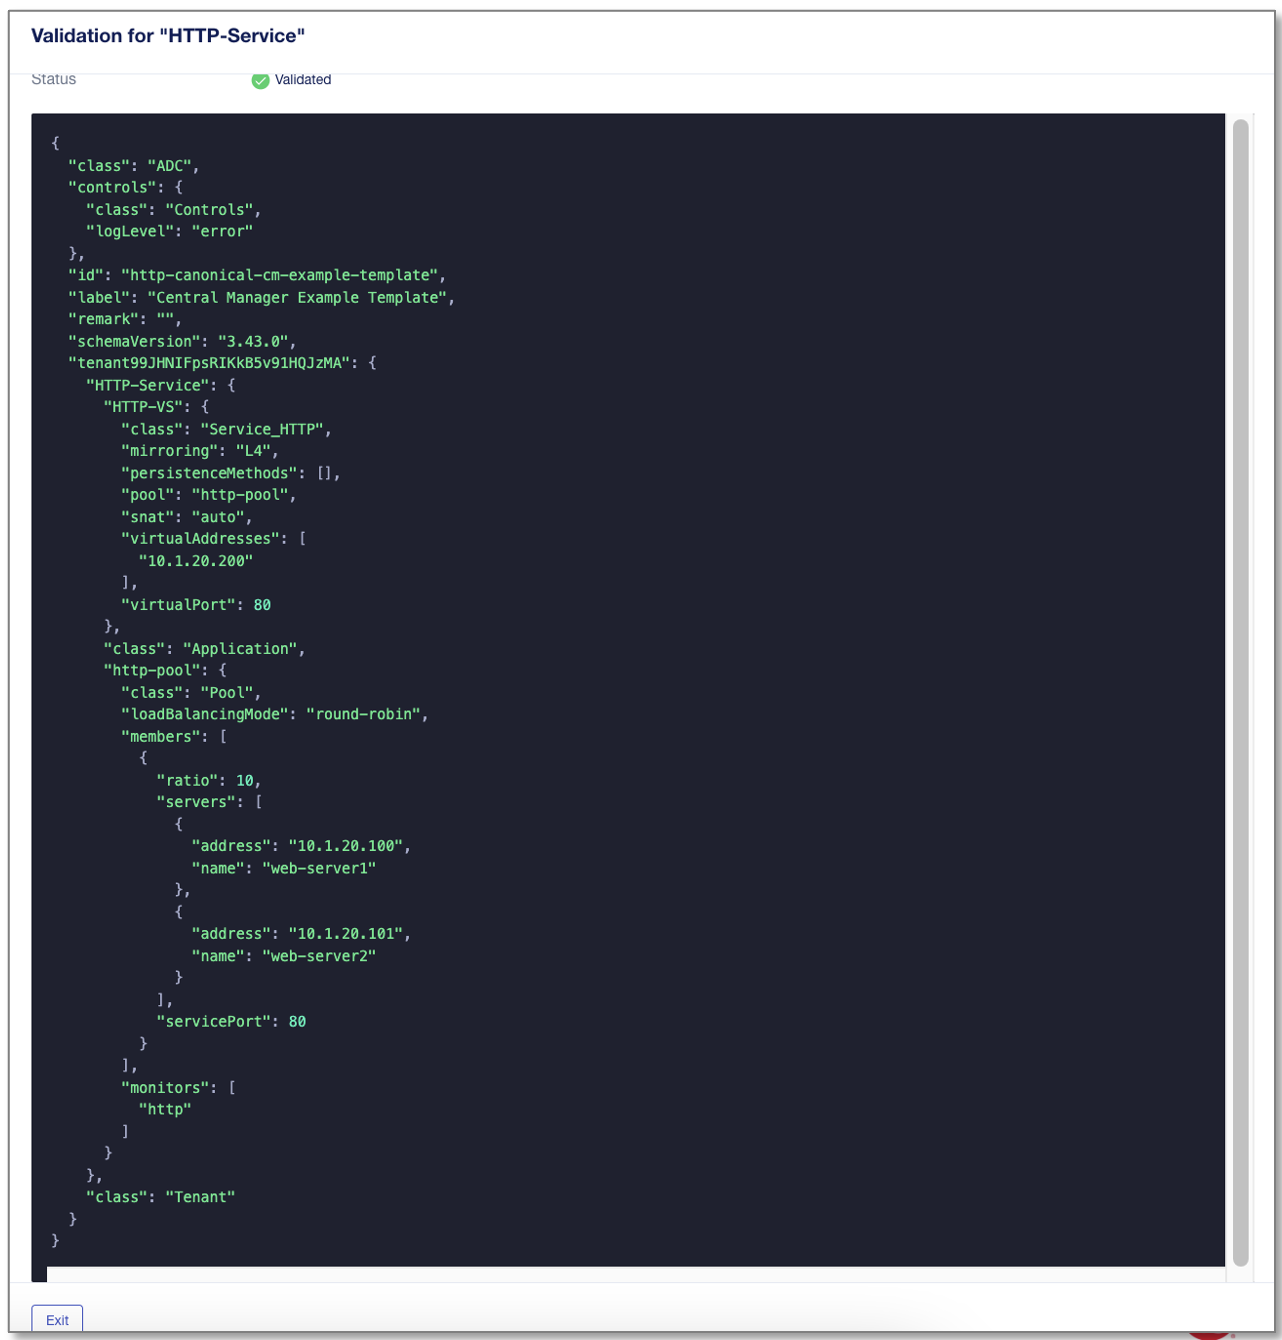 Validation for "HTTP-Service"
Status Validated
{
  "class": "ADC",
  "controls": {
    "class": "Controls",
    "logLevel": "error"
  },
  "id": "http-canonical-cm-example-template",
  "label": "Central Manager Example Template",
  "remark": "",
  "schemaVersion": "3.43.0",
  "tenant99JHNIFpsRIKkB5v91HQJzMA": {
    "HTTP-Service": {
      "HTTP-VS": {
        "class": "Service_HTTP",
        "mirroring": "L4",
        "persistenceMethods": [],
        "pool": "http-pool",
        "snat": "auto",
        "virtualAddresses": [
          "10.1.20.200"
        ],
        "virtualPort": 80
      },
      "class": "Application",
      "http-pool": {
        "class": "Pool",
        "loadBalancingMode": "round-robin",
        "members": [
          {
            "ratio": 10,
            "servers": [
              {
                "address": "10.1.20.100",
                "name": "web-server1"
              },
              {
                "address": "10.1.20.101",
                "name": "web-server2"
              }
            ],
            "servicePort": 80
          }
        ],
        "monitors": [
          "http"
        ]
      }
    },
    "class": "Tenant"
  }
}
Exit